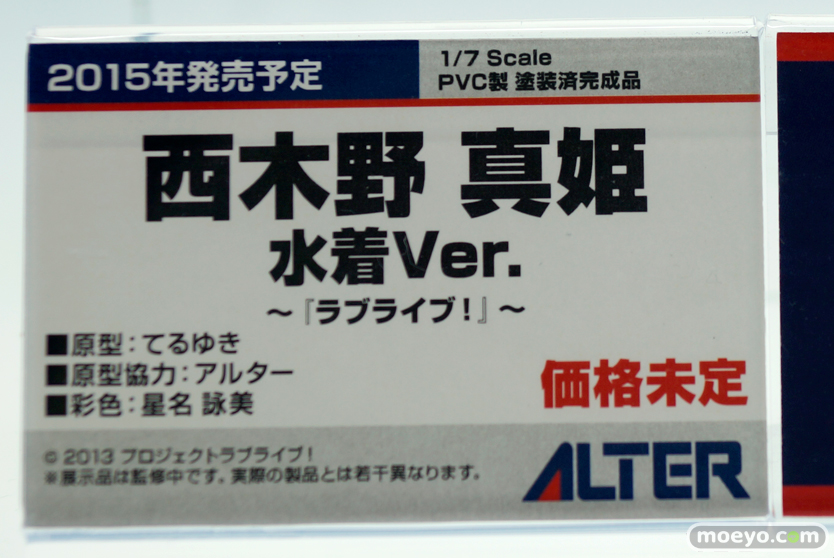 2015年発売予定
1/7 Scale
PVC製 塗装済完成品
西木野 真姫
水着Ver.
～『ラブライブ!』～
■原型：てるゆき
■原型協力：アルター
■彩色：星名 詠美
価格未定
© 2013 プロジェクトラブライブ!
※展示品は監修中です。実際の製品とは若干異なります。
ALTER
moeyo.com